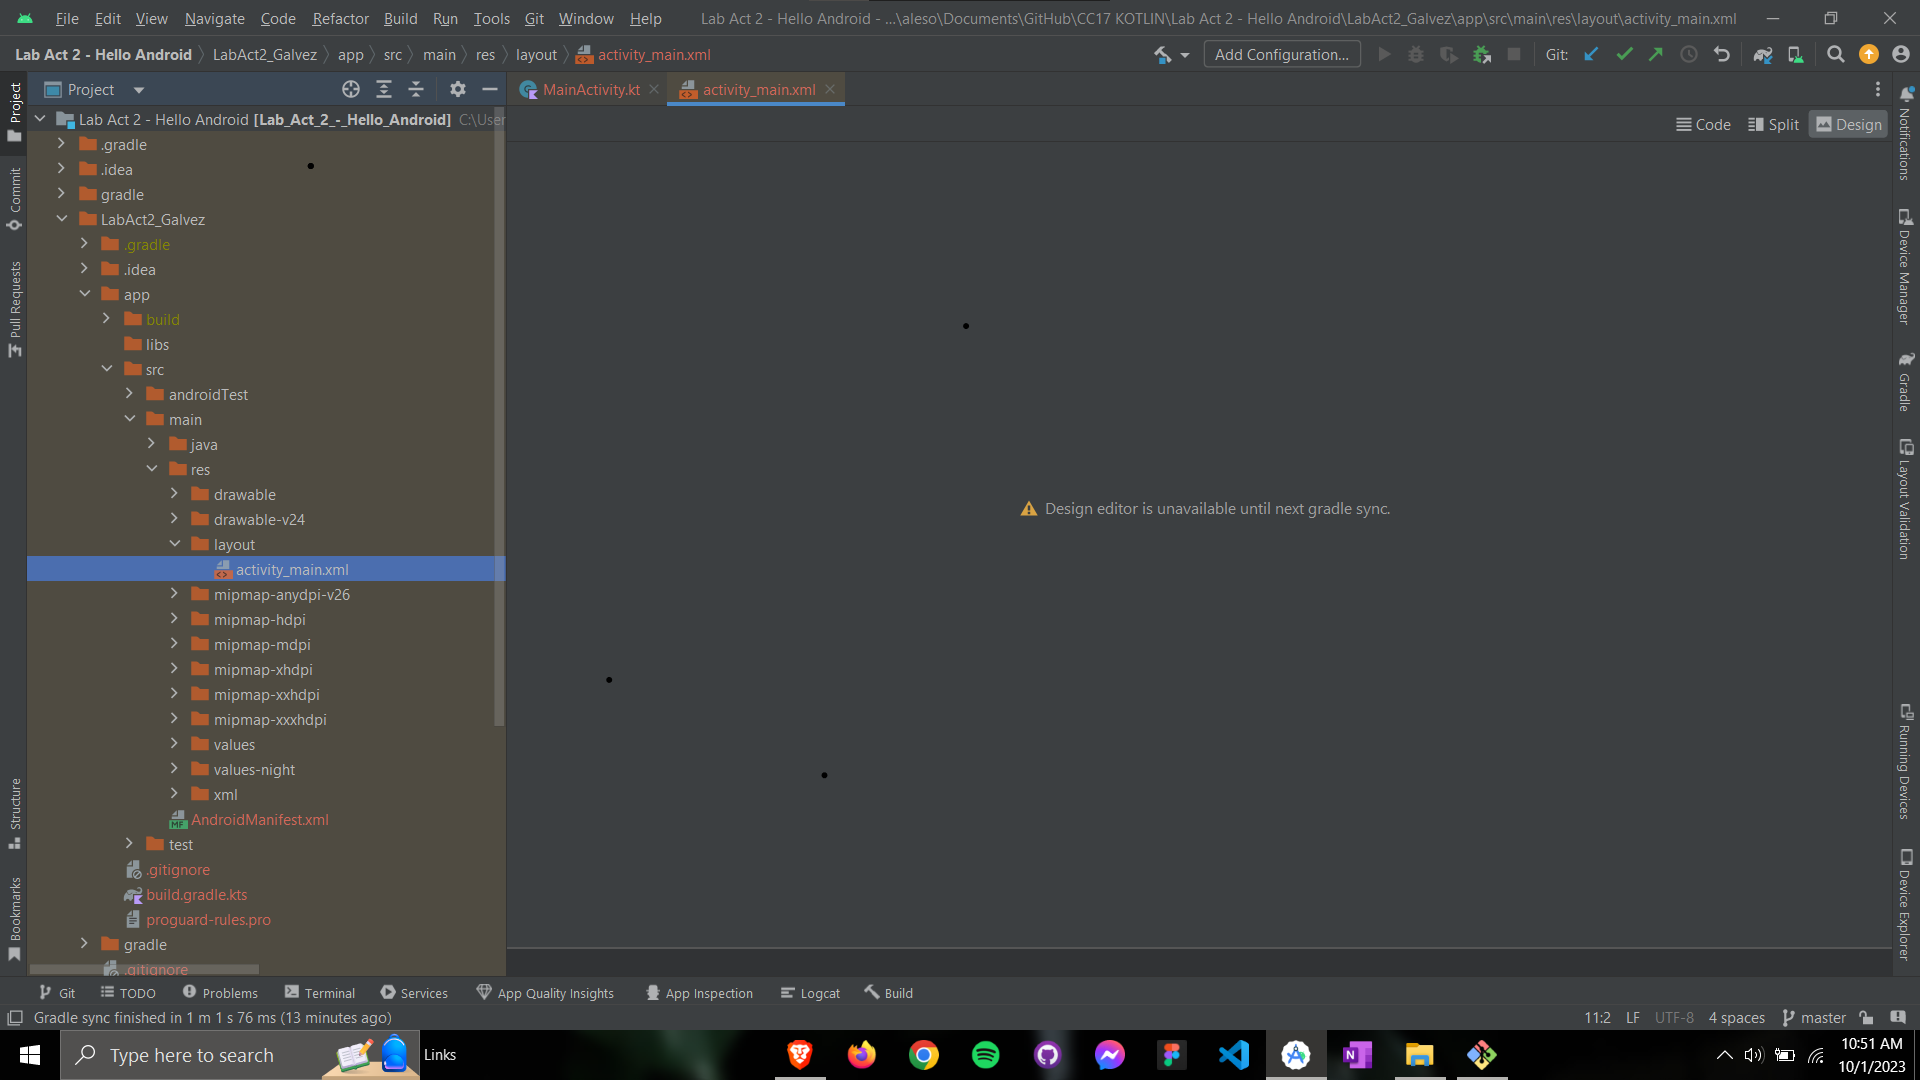 File Edit View Navigate Code Refactor Build Run Tools Git Window Help Lab Act 2 - Hello Android - ...\aleso\Documents\GitHub\CC17 KOTLIN\Lab Act 2 - Hello Android\LabAct2_Galvez\app\src\main\res\layout\activity_main.xml
Lab Act 2 - Hello Android LabAct2_Galvez app src main res layout activity_main.xml Add Configuration... Git:
Project
MainActivity.kt activity_main.xml
Code Split Design
Lab Act 2 - Hello Android [Lab_Act_2_-_Hello_Android] C:\User
.gradle
.idea
gradle
LabAct2_Galvez
.gradle
.idea
app
build
libs
src
androidTest
main
java
res
drawable
drawable-v24
layout
activity_main.xml
mipmap-anydpi-v26
mipmap-hdpi
mipmap-mdpi
mipmap-xhdpi
mipmap-xxhdpi
mipmap-xxxhdpi
values
values-night
xml
AndroidManifest.xml
test
.gitignore
build.gradle.kts
proguard-rules.pro
gradle
.gitignore
Design editor is unavailable until next gradle sync.
Project
Commit
Pull Requests
Structure
Bookmarks
Notifications
Device Manager
Gradle
Layout Validation
Running Devices
Device Explorer
Git TODO Problems Terminal Services App Quality Insights App Inspection Logcat Build
Gradle sync finished in 1 m 1 s 76 ms (13 minutes ago) 11:2 LF UTF-8 4 spaces master
Type here to search Links
10:51 AM
10/1/2023